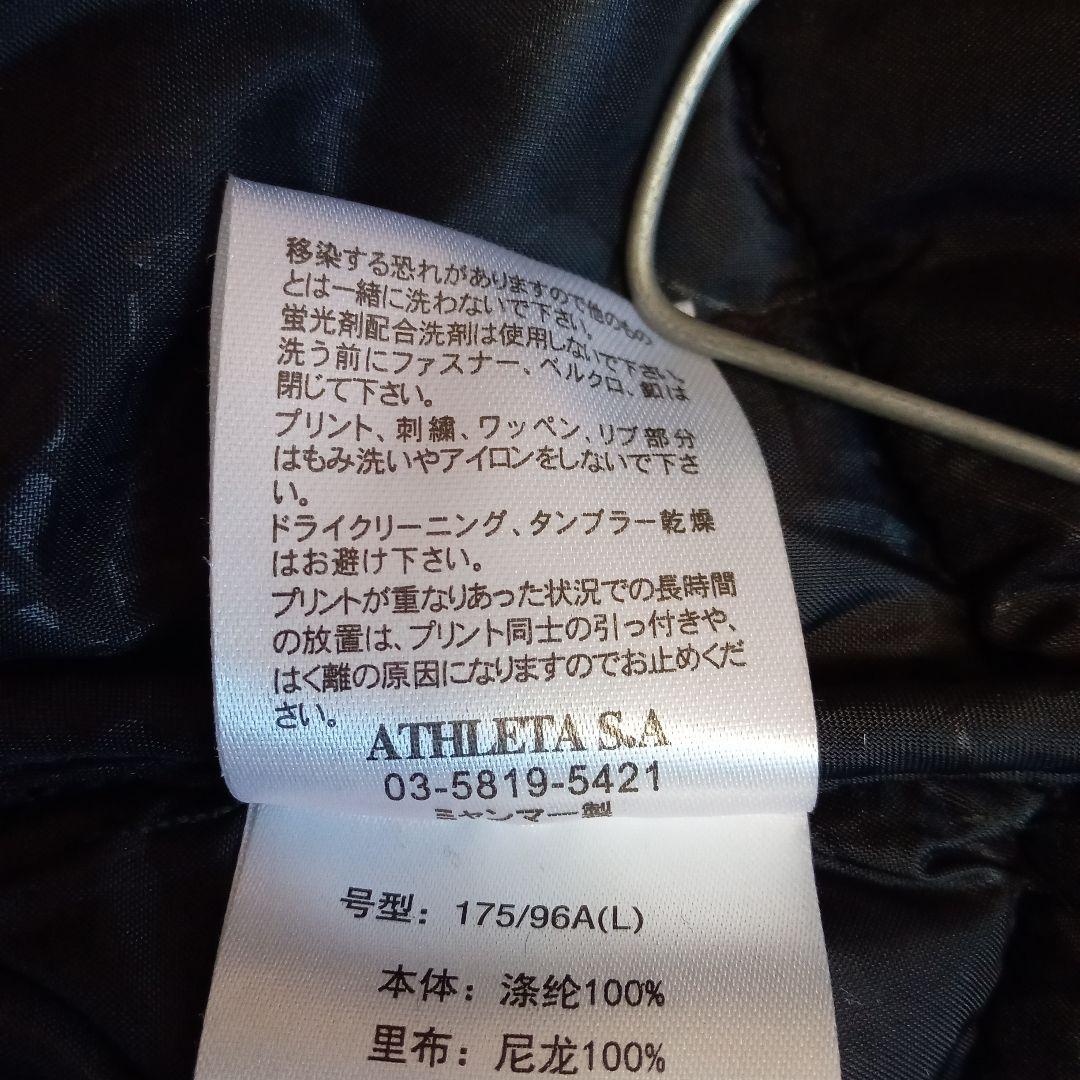 移染する恐れがありますので他のもの
とは一緒に洗わないで下さい。
蛍光剤配合洗剤は使用しないで下さい。
洗う前にファスナー、ベルクロ、釦は
閉じて下さい。
プリント、刺繍、ワッペン、リブ部分
はもみ洗いやアイロンをしないで下さ
い。
ドライクリーニング、タンブラー乾燥
はお避け下さい。
プリントが重なりあった状況での長時間
の放置は、プリント同士の引っ付きや、
はく離の原因になりますのでお止めくだ
さい。
ATHLETA S.A
03-5819-5421
ミャンマー製
号型：175/96A(L)
本体：涤纶100%
里布：尼龙100%